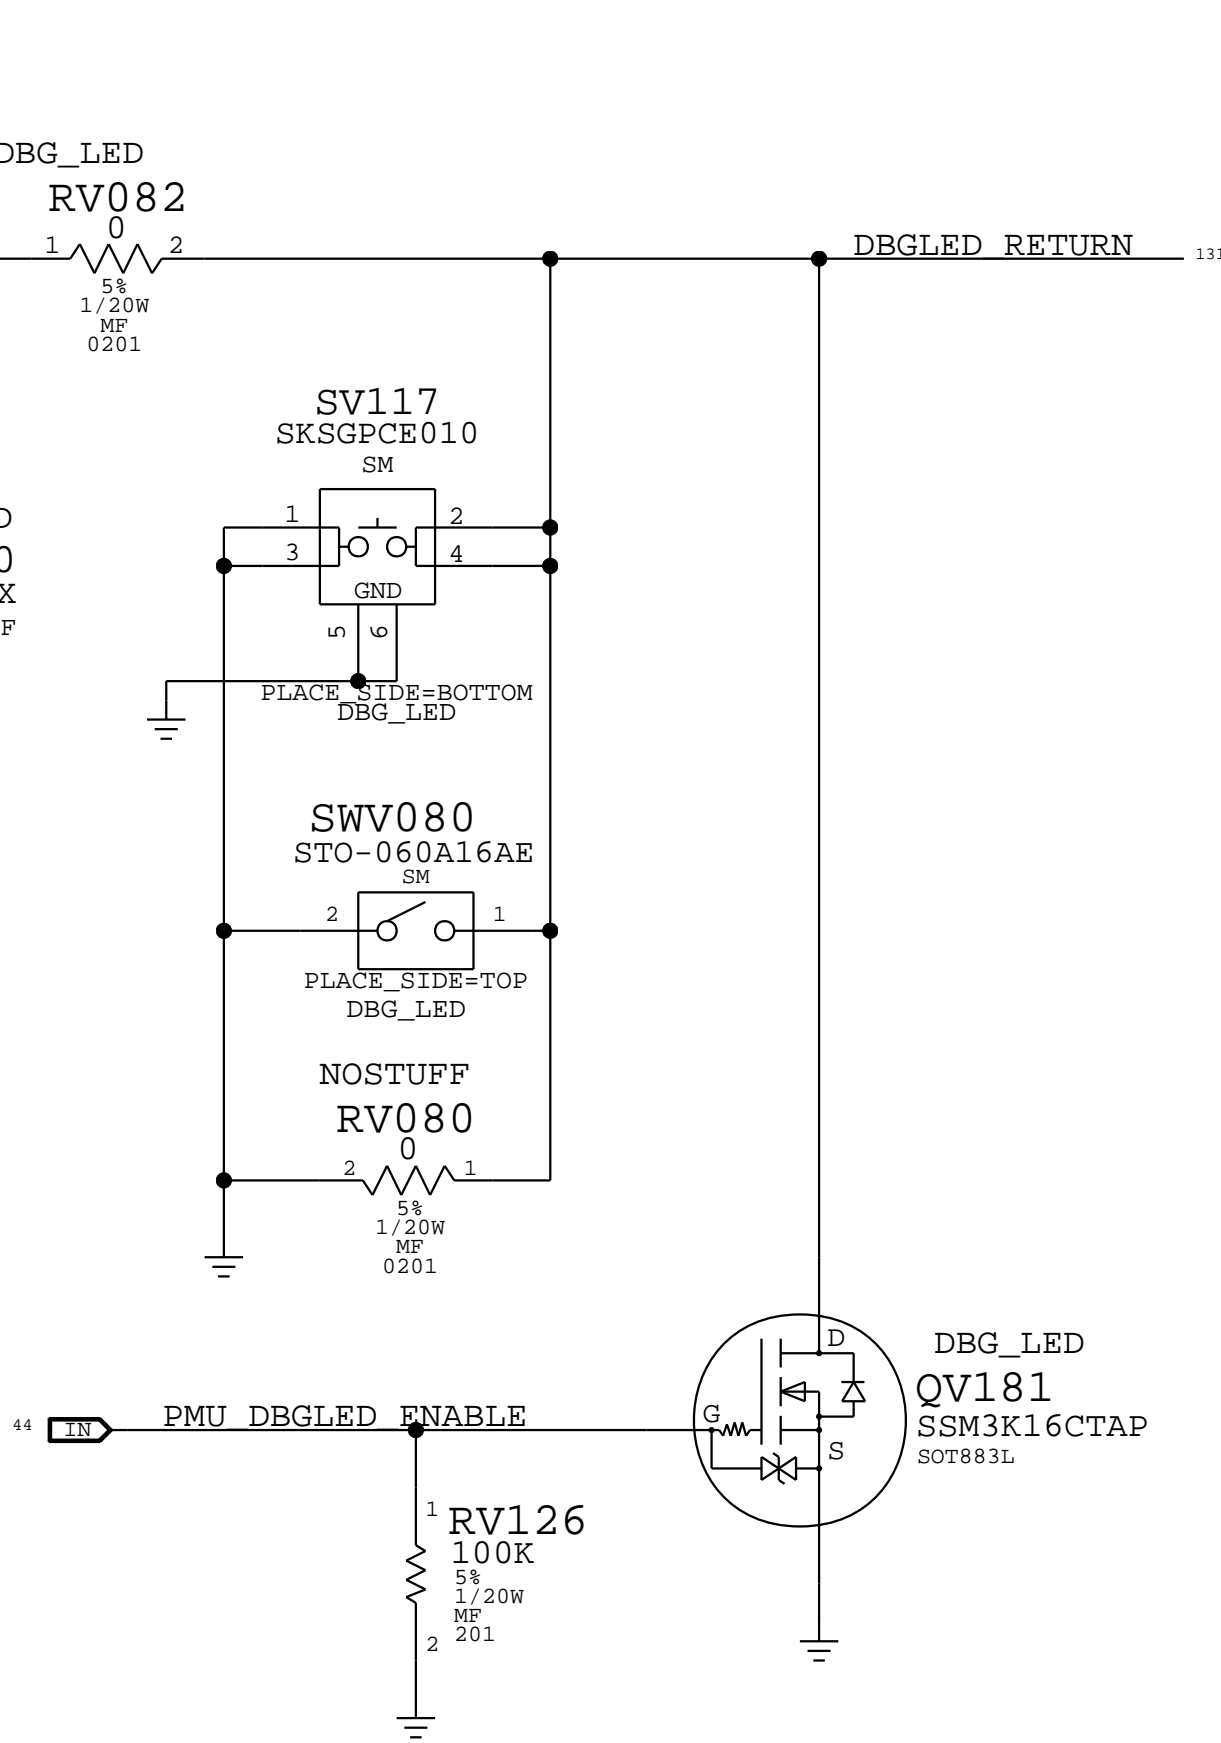 DBG_LED
RV082
0
1 2
DBGLED_RETURN
131
5%
1/20W
MF
0201
SV117
SKSGPCE010
SM
D
0
X
F
1 2
3 4
GND
5 6
PLACE_SIDE=BOTTOM
DBG_LED
SWV080
STO-060A16AE
SM
2 1
PLACE_SIDE=TOP
DBG_LED
NOSTUFF
RV080
0
2 1
5%
1/20W
MF
0201
D
DBG_LED
QV181
SSM3K16CTAP
SOT883L
G
S
44 IN PMU_DBGLED_ENABLE
1
RV126
100K
5%
1/20W
MF
201
2